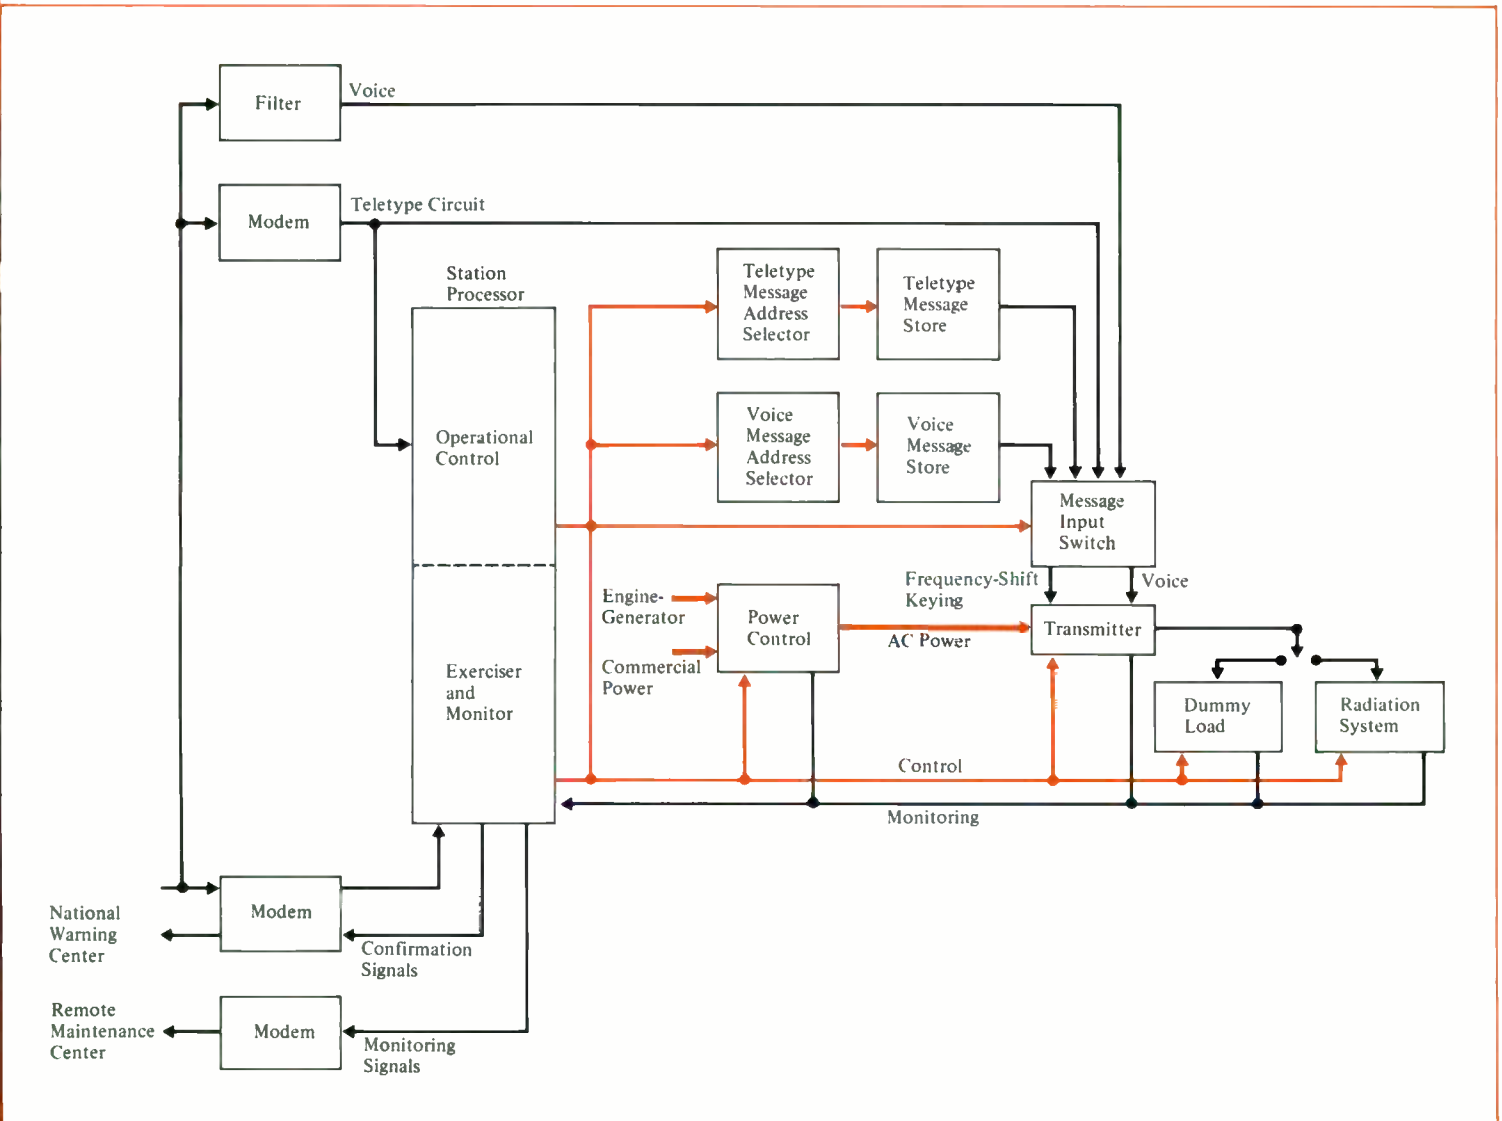 Filter
Voice
Modem
Teletype Circuit
Station
Processor
Operational
Control
Exerciser
and
Monitor
Teletype
Message
Address
Selector
Teletype
Message
Store
Voice
Message
Address
Selector
Voice
Message
Store
Message
Input
Switch
Frequency-Shift
Keying
Voice
Engine-
Generator
Commercial
Power
Power
Control
AC Power
Transmitter
Dummy
Load
Radiation
System
Control
Monitoring
National
Warning
Center
Modem
Confirmation
Signals
Remote
Maintenance
Center
Modem
Monitoring
Signals